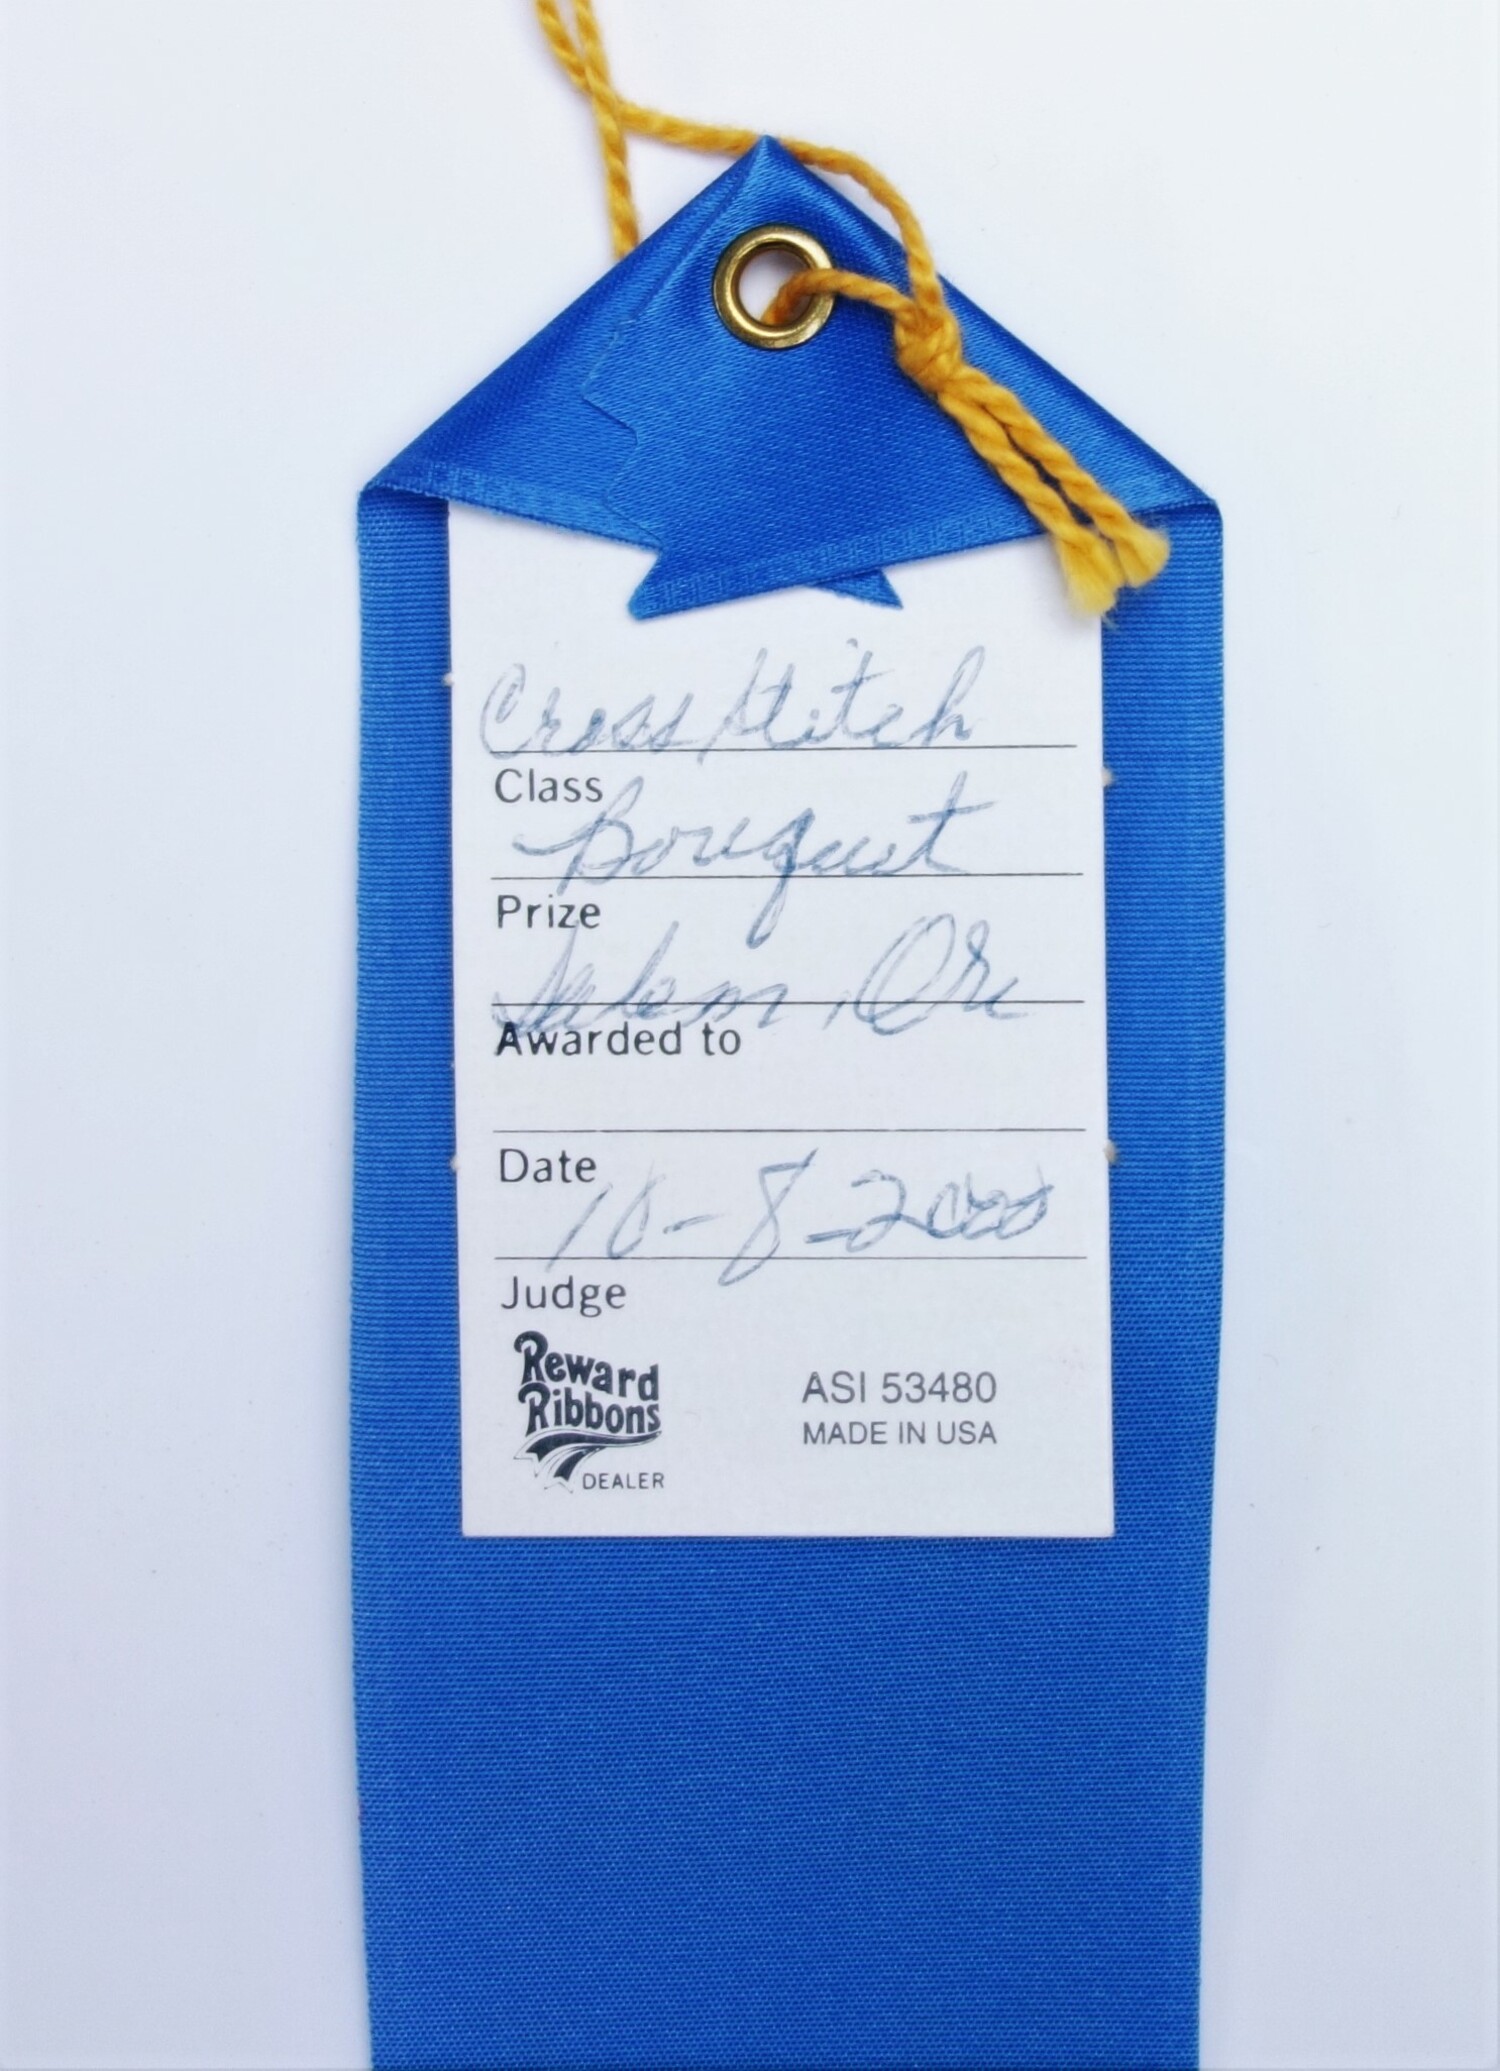 Cross Stitch
Class
Bouquet
Prize
Salem, Or
Awarded to
Date
10-8-2000
Judge
Reward
Ribbons
DEALER
ASI 53480
MADE IN USA